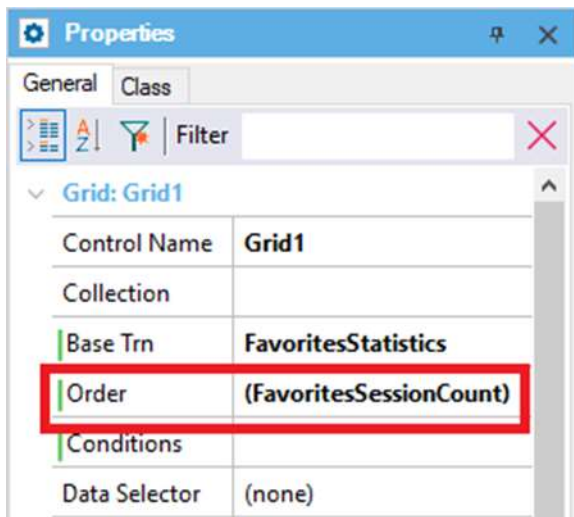 Properties
General Class
Filter
Grid: Grid1
Control Name Grid1
Collection
Base Trn FavoritesStatistics
Order (FavoritesSessionCount)
Conditions
Data Selector (none)